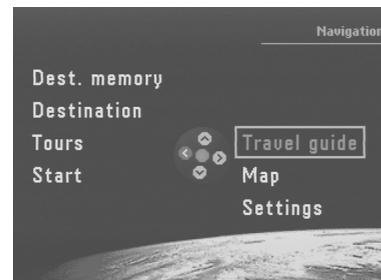 Navigation
Dest. memory
Destination
Tours
Start
Travel guide
Map
Settings